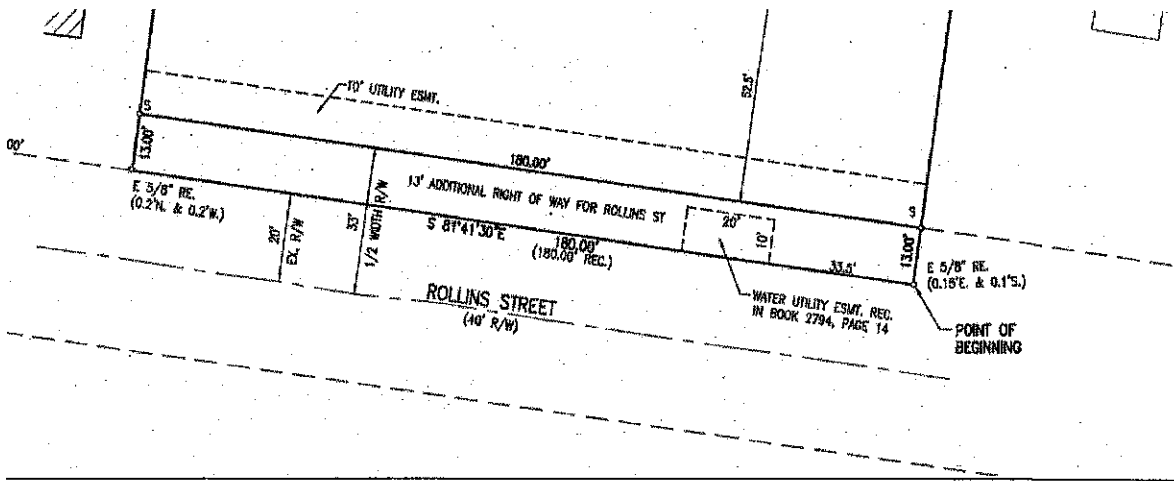 10' UTILITY ESMT.
52.5'
S
13.00'
00'
180.00'
E 5/8" RE.
(0.2'N. & 0.2'W.)
13' ADDITIONAL RIGHT OF WAY FOR ROLLINS ST
20'
EX. R/W
33'
1/2 WIDTH R/W
S 81°41'30"E
180.00'
(180.00' REC.)
20'
10'
33.5'
S
13.00'
E 5/8" RE.
(0.15'E. & 0.1'S.)
ROLLINS STREET
(40' R/W)
WATER UTILITY ESMT. REC.
IN BOOK 2794, PAGE 14
POINT OF
BEGINNING